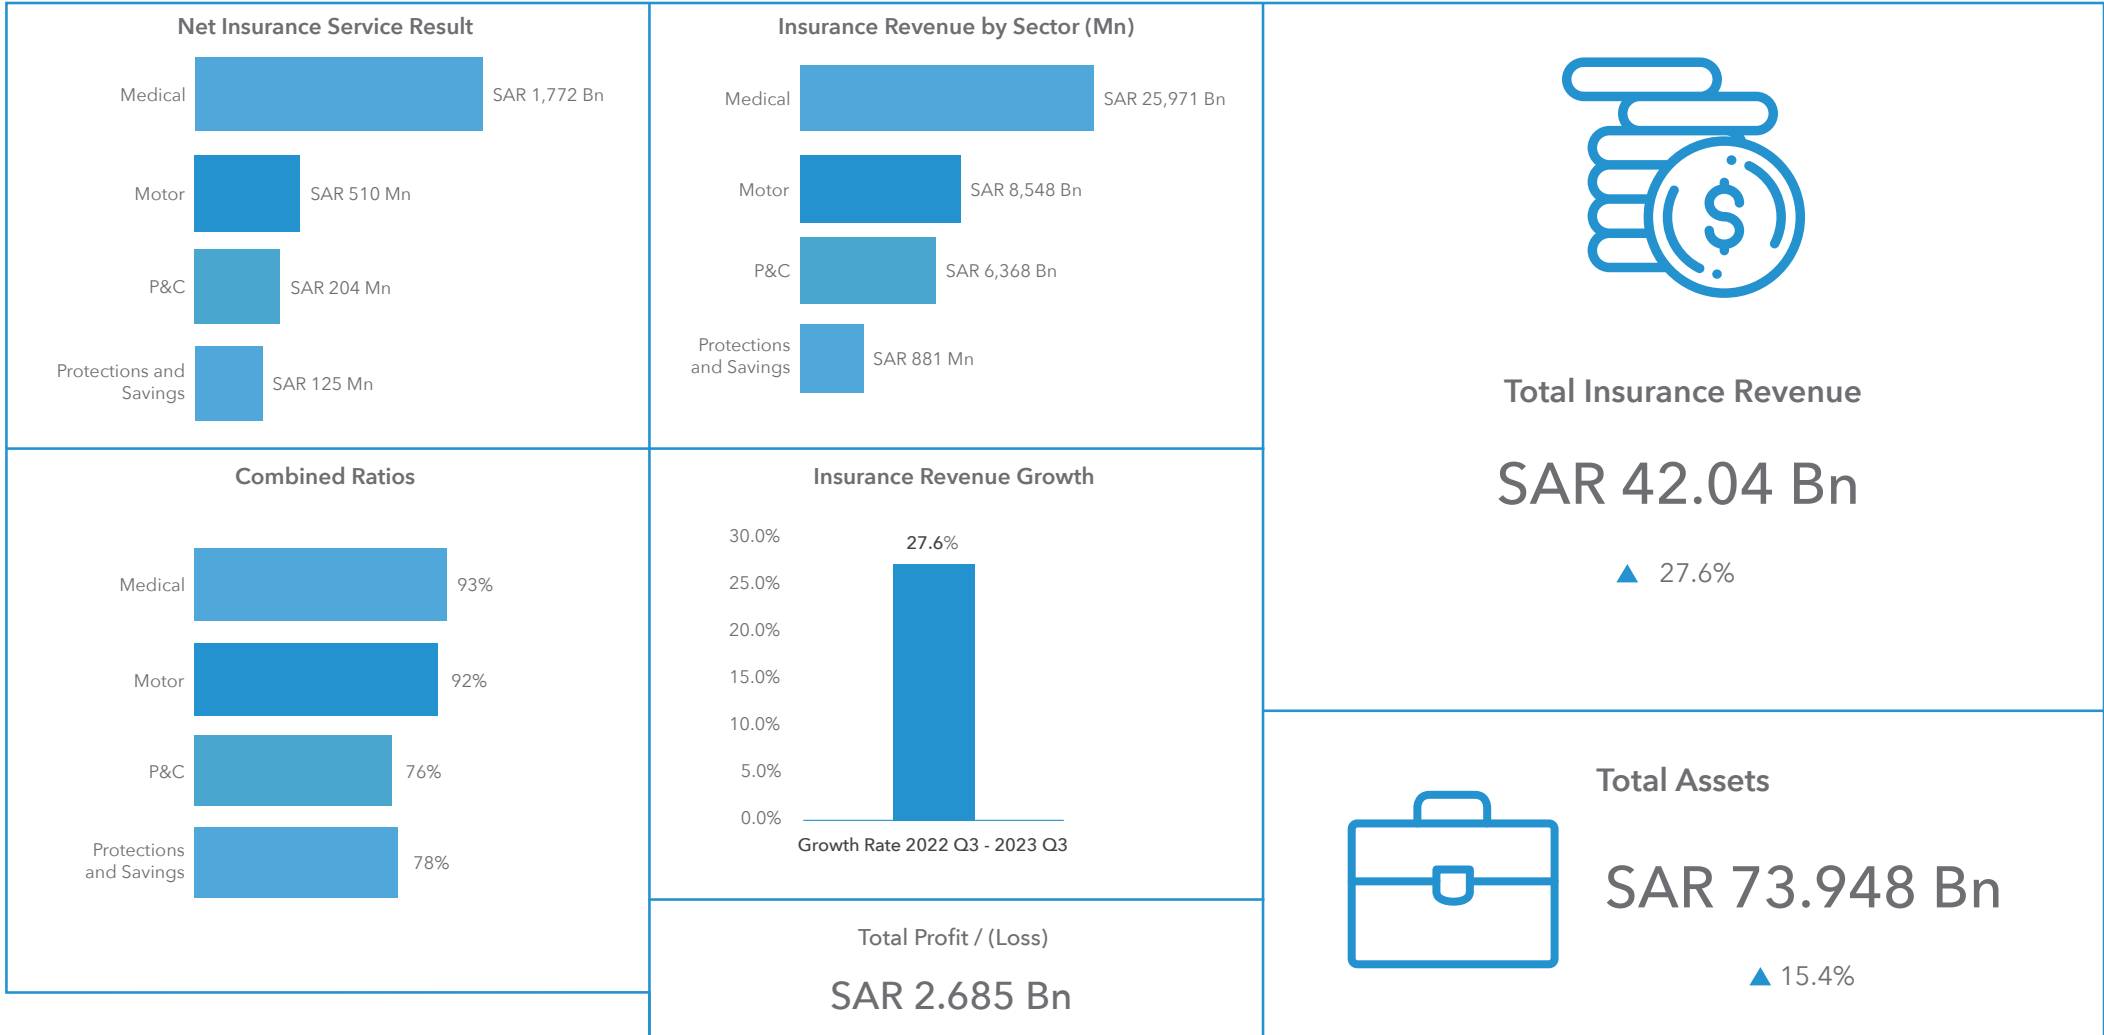 Net Insurance Service Result
Medical
SAR 1,772 Bn
Motor
SAR 510 Mn
P&C
SAR 204 Mn
Protections and
Savings
SAR 125 Mn
Insurance Revenue by Sector (Mn)
Medical
SAR 25,971 Bn
Motor
SAR 8,548 Bn
P&C
SAR 6,368 Bn
Protections
and Savings
SAR 881 Mn
$
Total Insurance Revenue
SAR 42.04 Bn
▲ 27.6%
Combined Ratios
Medical
93%
Motor
92%
P&C
76%
Protections
and Savings
78%
Insurance Revenue Growth
30.0%
25.0%
20.0%
15.0%
10.0%
5.0%
0.0%
27.6%
Growth Rate 2022 Q3 - 2023 Q3
Total Profit / (Loss)
SAR 2.685 Bn
Total Assets
SAR 73.948 Bn
▲ 15.4%